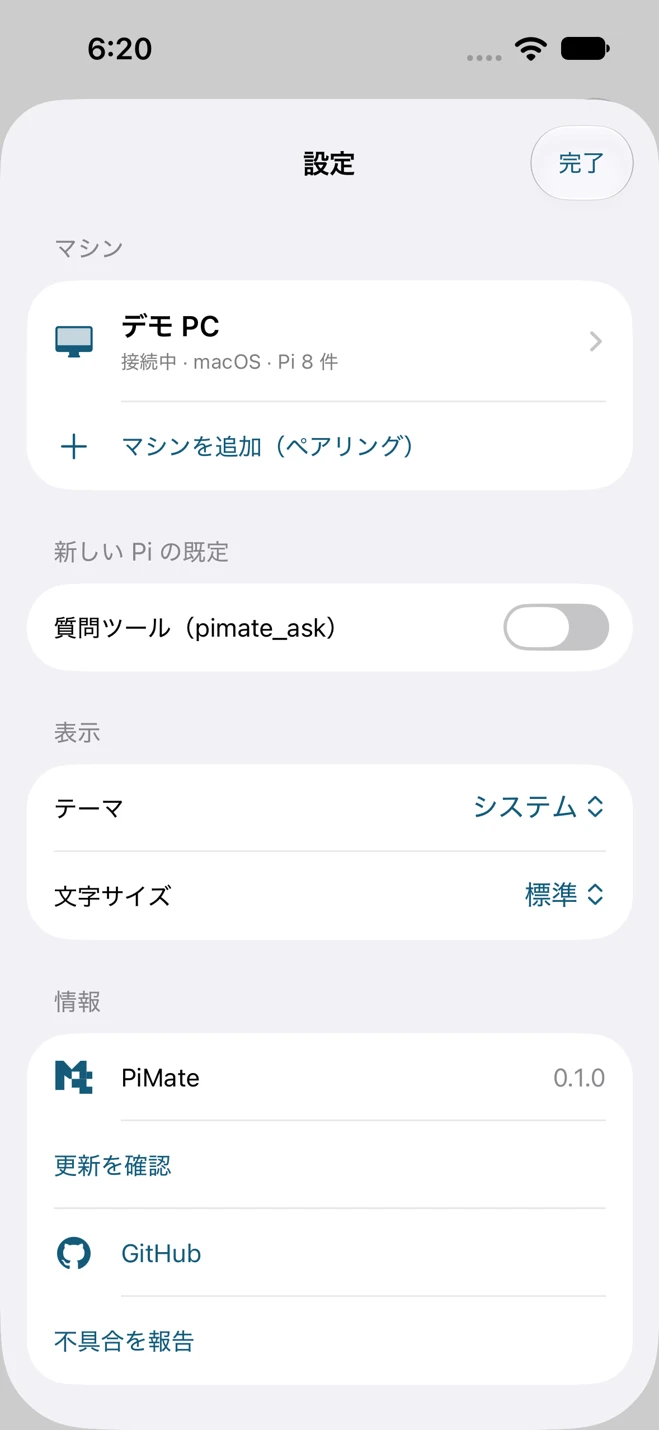 6:20
設定
完了
マシン
デモ PC
接続中 · macOS · Pi 8 件
マシンを追加（ペアリング）
新しい Pi の既定
質問ツール（pimate_ask）
表示
テーマ
システム
文字サイズ
標準
情報
PiMate
0.1.0
更新を確認
GitHub
不具合を報告